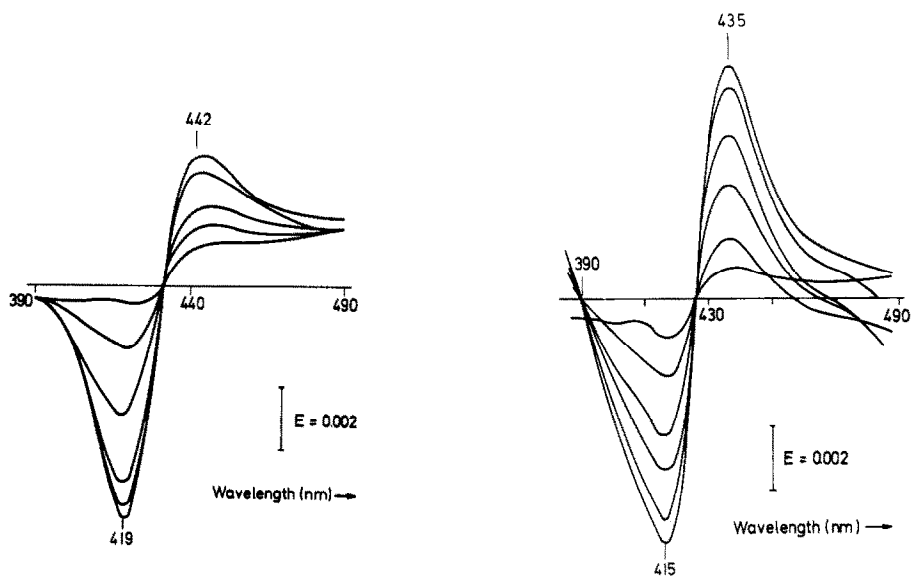 442
390
440
490
E = 0.002
Wavelength (nm)→
419
435
390
430
490
E = 0.002
Wavelength (nm) →
415